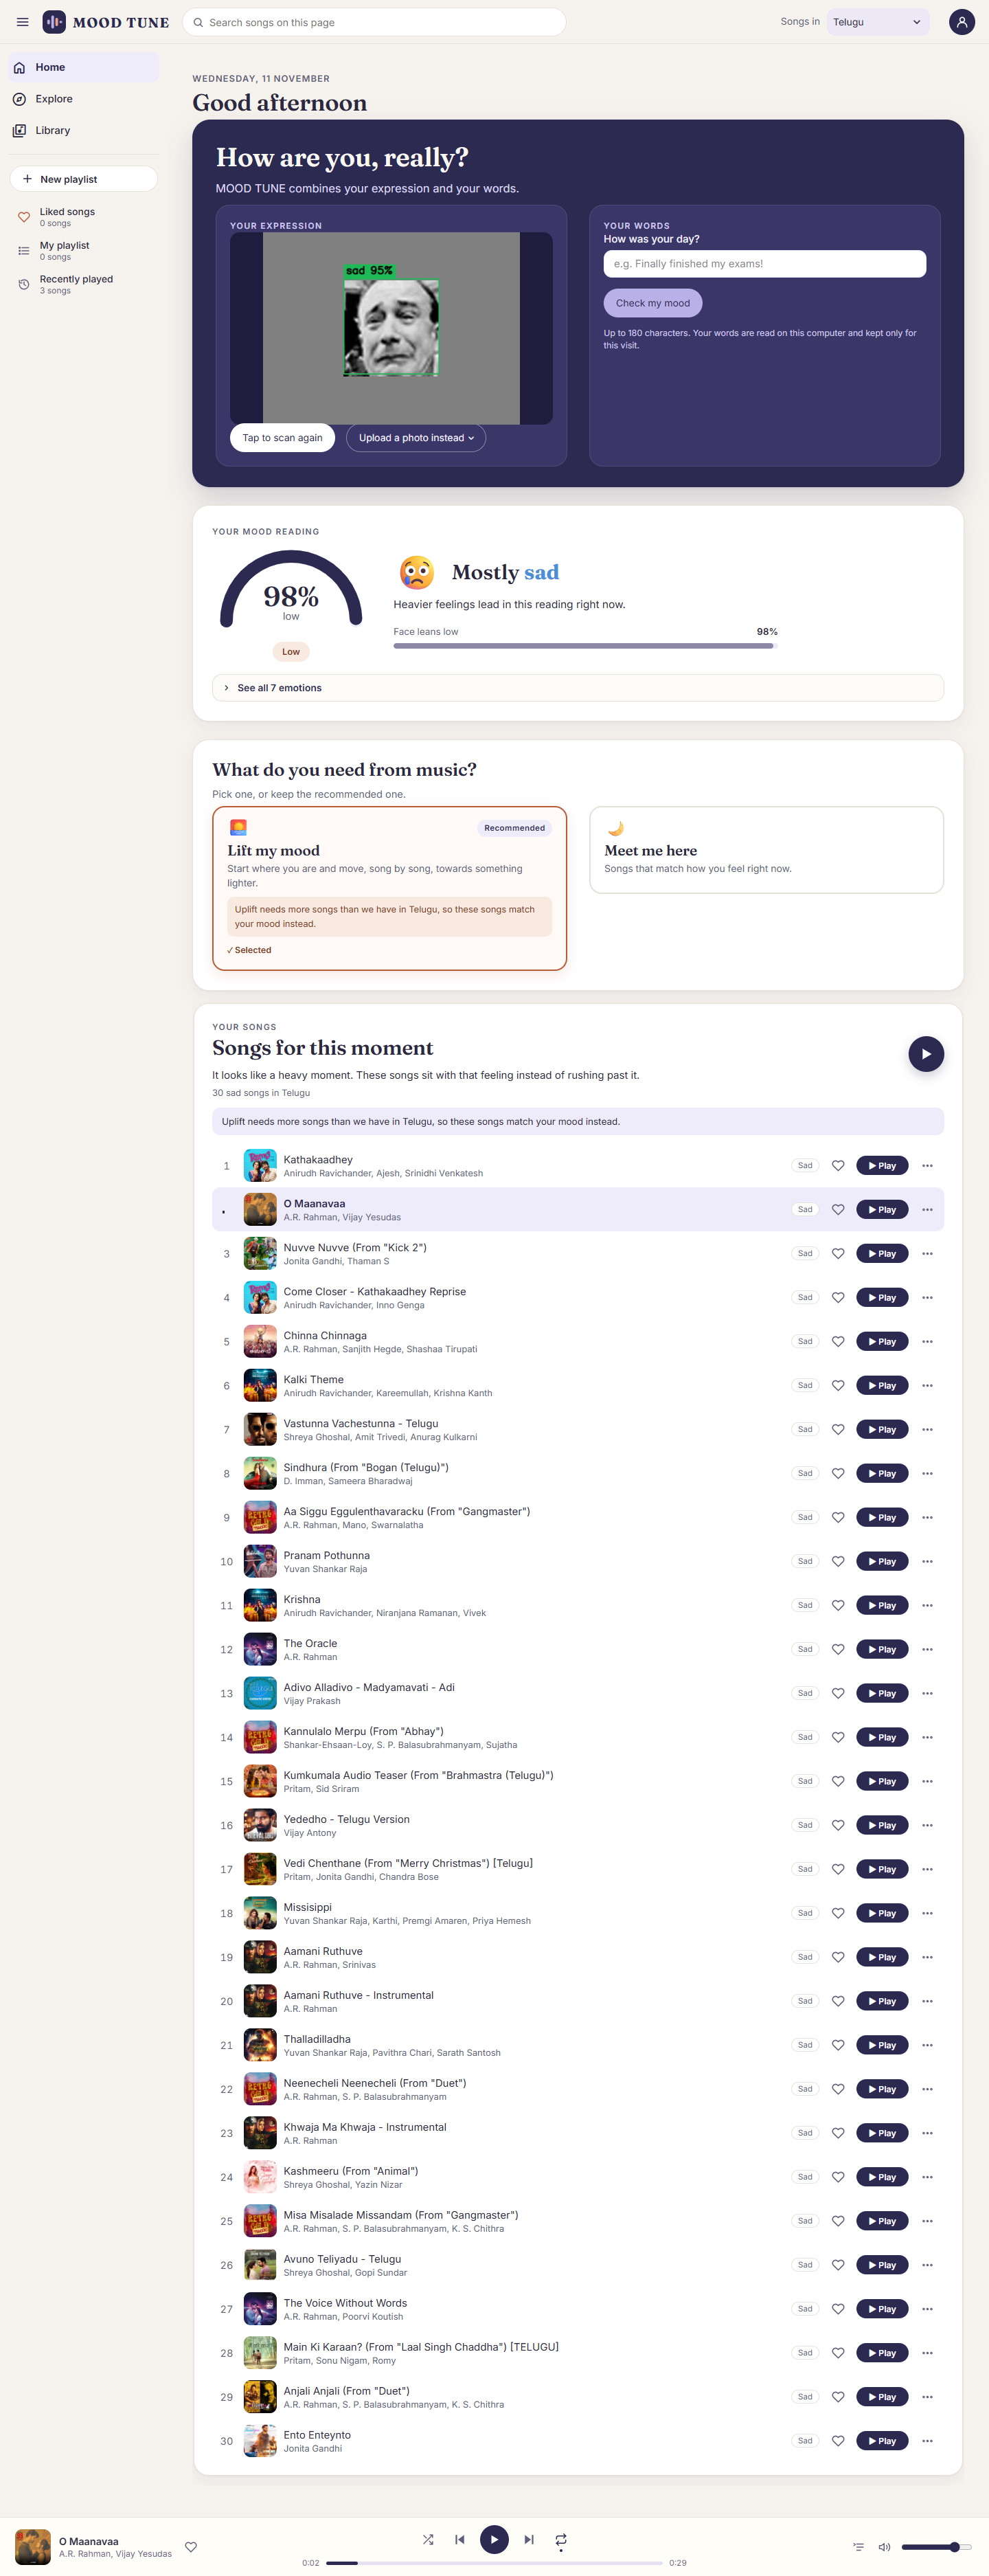 MOOD TUNE
Search songs on this page
Songs in
Telugu
Home
Explore
Library
New playlist
Liked songs
0 songs
My playlist
0 songs
Recently played
3 songs
WEDNESDAY, 11 NOVEMBER
Good afternoon
How are you, really?
MOOD TUNE combines your expression and your words.
YOUR EXPRESSION
sad 95%
Tap to scan again
Upload a photo instead
YOUR WORDS
How was your day?
e.g. Finally finished my exams!
Check my mood
Up to 180 characters. Your words are read on this computer and kept only for
this visit.
YOUR MOOD READING
98%
low
Low
Mostly sad
Heavier feelings lead in this reading right now.
Face leans low
98%
See all 7 emotions
What do you need from music?
Pick one, or keep the recommended one.
Recommended
Lift my mood
Start where you are and move, song by song, towards something
lighter.
Uplift needs more songs than we have in Telugu, so these songs match
your mood instead.
✓ Selected
Meet me here
Songs that match how you feel right now.
YOUR SONGS
Songs for this moment
It looks like a heavy moment. These songs sit with that feeling instead of rushing past it.
30 sad songs in Telugu
Uplift needs more songs than we have in Telugu, so these songs match your mood instead.
1 Kathakaadhey Sad Play
Anirudh Ravichander, Ajesh, Srinidhi Venkatesh
O Maanavaa Sad Play
A.R. Rahman, Vijay Yesudas
3 Nuvve Nuvve (From "Kick 2") Sad Play
Jonita Gandhi, Thaman S
4 Come Closer - Kathakaadhey Reprise Sad Play
Anirudh Ravichander, Inno Genga
5 Chinna Chinnaga Sad Play
A.R. Rahman, Sanjith Hegde, Shashaa Tirupati
6 Kalki Theme Sad Play
Anirudh Ravichander, Kareemullah, Krishna Kanth
7 Vastunna Vachestunna - Telugu Sad Play
Shreya Ghoshal, Amit Trivedi, Anurag Kulkarni
8 Sindhura (From "Bogan (Telugu)") Sad Play
D. Imman, Sameera Bharadwaj
9 Aa Siggu Eggulenthavaracku (From "Gangmaster") Sad Play
A.R. Rahman, Mano, Swarnalatha
10 Pranam Pothunna Sad Play
Yuvan Shankar Raja
11 Krishna Sad Play
Anirudh Ravichander, Niranjana Ramanan, Vivek
12 The Oracle Sad Play
A.R. Rahman
13 Adivo Alladivo - Madyamavati - Adi Sad Play
Vijay Prakash
14 Kannulalo Merpu (From "Abhay") Sad Play
Shankar-Ehsaan-Loy, S. P. Balasubrahmanyam, Sujatha
15 Kumkumala Audio Teaser (From "Brahmastra (Telugu)") Sad Play
Pritam, Sid Sriram
16 Yededho - Telugu Version Sad Play
Vijay Antony
17 Vedi Chenthane (From "Merry Christmas") [Telugu] Sad Play
Pritam, Jonita Gandhi, Chandra Bose
18 Missisippi Sad Play
Yuvan Shankar Raja, Karthi, Premgi Amaren, Priya Hemesh
19 Aamani Ruthuve Sad Play
A.R. Rahman, Srinivas
20 Aamani Ruthuve - Instrumental Sad Play
A.R. Rahman
21 Thalladilladha Sad Play
Yuvan Shankar Raja, Pavithra Chari, Sarath Santosh
22 Neenecheli Neenecheli (From "Duet") Sad Play
A.R. Rahman, S. P. Balasubrahmanyam
23 Khwaja Ma Khwaja - Instrumental Sad Play
A.R. Rahman
24 Kashmeeru (From "Animal") Sad Play
Shreya Ghoshal, Yazin Nizar
25 Misa Misalade Missandam (From "Gangmaster") Sad Play
A.R. Rahman, S. P. Balasubrahmanyam, K. S. Chithra
26 Avuno Teliyadu - Telugu Sad Play
Shreya Ghoshal, Gopi Sundar
27 The Voice Without Words Sad Play
A.R. Rahman, Poorvi Koutish
28 Main Ki Karaan? (From "Laal Singh Chaddha") [TELUGU] Sad Play
Pritam, Sonu Nigam, Romy
29 Anjali Anjali (From "Duet") Sad Play
A.R. Rahman, S. P. Balasubrahmanyam, K. S. Chithra
30 Ento Enteynto Sad Play
Jonita Gandhi
O Maanavaa
A.R. Rahman, Vijay Yesudas
0:02
0:29